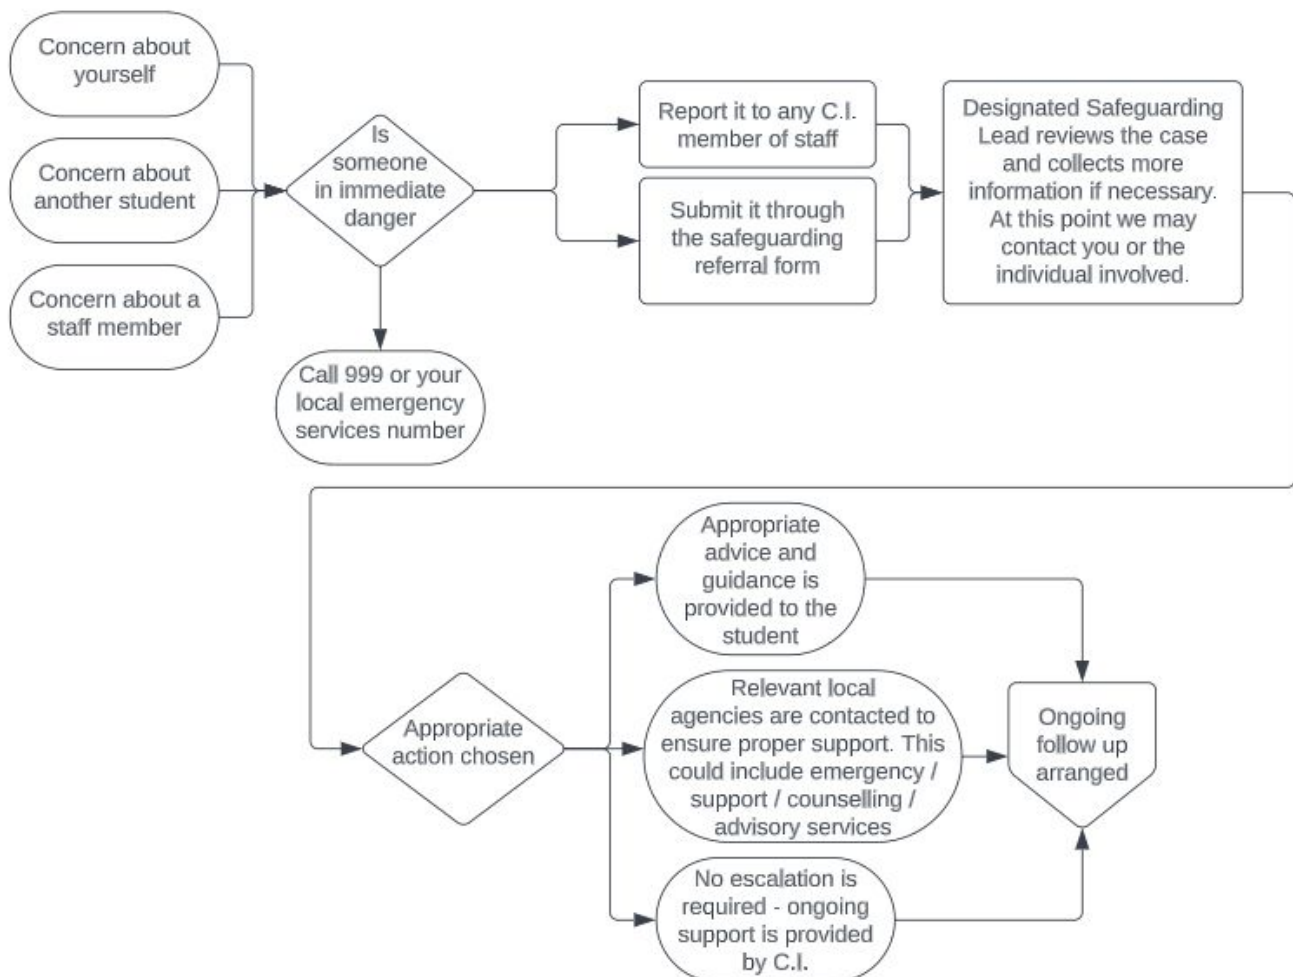 Concern about
yourself
Concern about
another student
Concern about a
staff member
Is
someone
in immediate
danger
Call 999 or your
local emergency
services number
Report it to any C.I.
member of staff
Submit it through
the safeguarding
referral form
Designated Safeguarding
Lead reviews the case
and collects more
information if necessary.
At this point we may
contact you or the
individual involved.
Appropriate
action chosen
Appropriate
advice and
guidance is
provided to the
student
Relevant local
agencies are contacted to
ensure proper support. This
could include emergency /
support / counselling /
advisory services
No escalation is
required - ongoing
support is provided
by C.I.
Ongoing
follow up
arranged